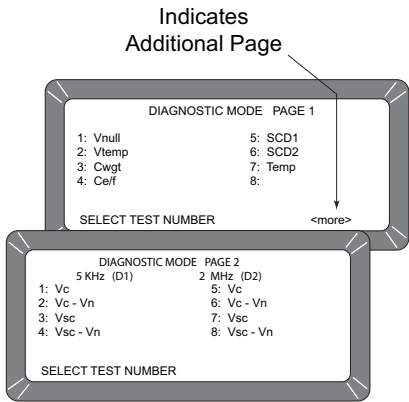 Indicates
Additional Page
DIAGNOSTIC MODE PAGE 1
1: Vnull 5: SCD1
2: Vtemp 6: SCD2
3: Cwgt 7: Temp
4: Ce/f 8:
SELECT TEST NUMBER <more>
DIAGNOSTIC MODE PAGE 2
5 KHz (D1) 2 MHz (D2)
1: Vc 5: Vc
2: Vc - Vn 6: Vc - Vn
3: Vsc 7: Vsc
4: Vsc - Vn 8: Vsc - Vn
SELECT TEST NUMBER